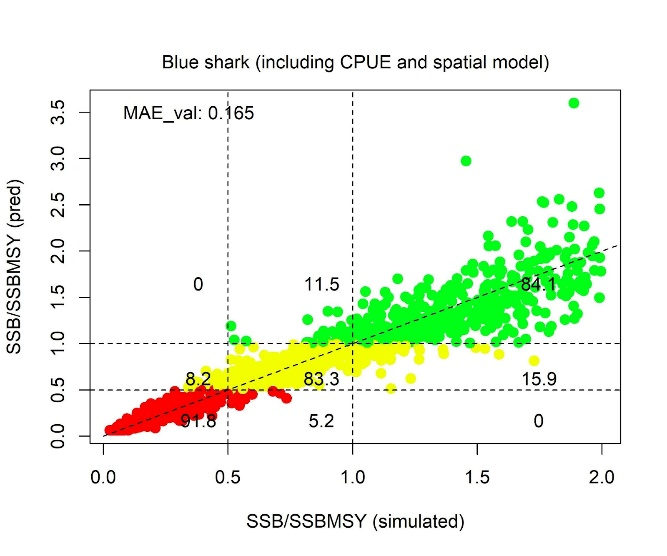 Blue shark (including CPUE and spatial model)
MAE_val: 0.165
SSB/SSBMSY (pred)
3.5
3.0
2.5
2.0
1.5
1.0
0.5
0.0
0 11.5 84.1
8.2 83.3 15.9
91.8 5.2 0
0.0 0.5 1.0 1.5 2.0
SSB/SSBMSY (simulated)